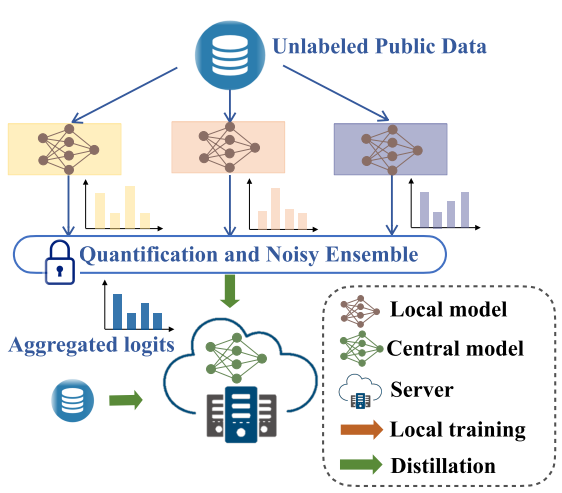 Unlabeled Public Data
Quantification and Noisy Ensemble
Aggregated logits
Local model
Central model
Server
Local training
Distillation